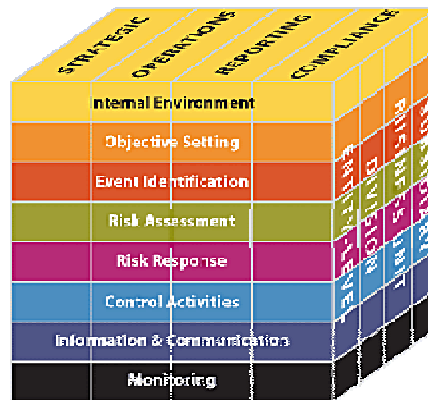 STRATEGIC
OPERATIONS
REPORTING
COMPLIANCE
Internal Environment
Objective Setting
Event Identification
Risk Assessment
Risk Response
Control Activities
Information & Communication
Monitoring
ENTITY-LEVEL
DIVISION
BUSINESS UNIT
SUBSIDIARY